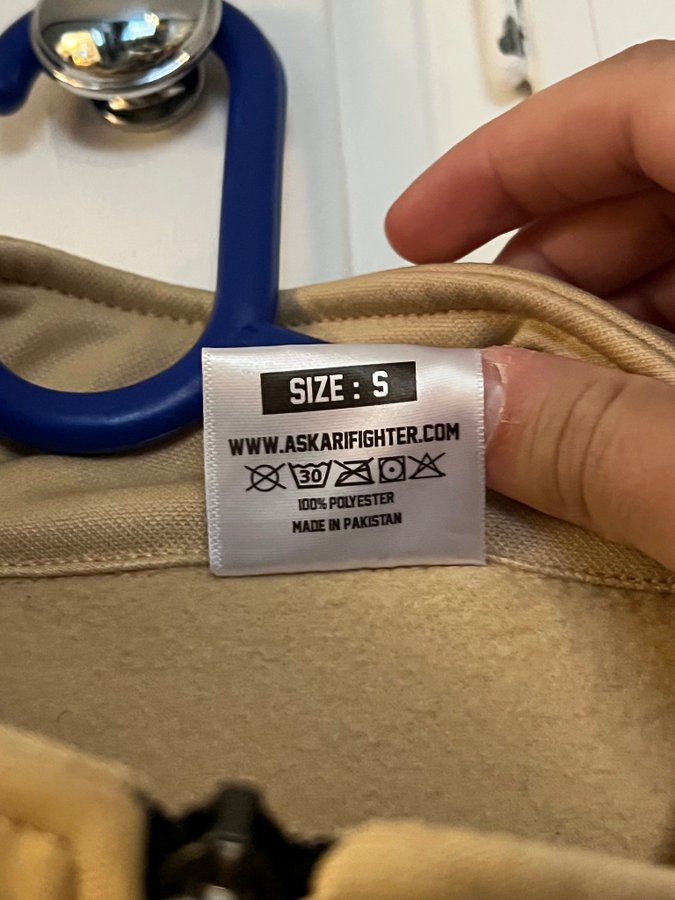 SIZE : S
WWW.ASKARIFIGHTER.COM
30
100% POLYESTER
MADE IN PAKISTAN